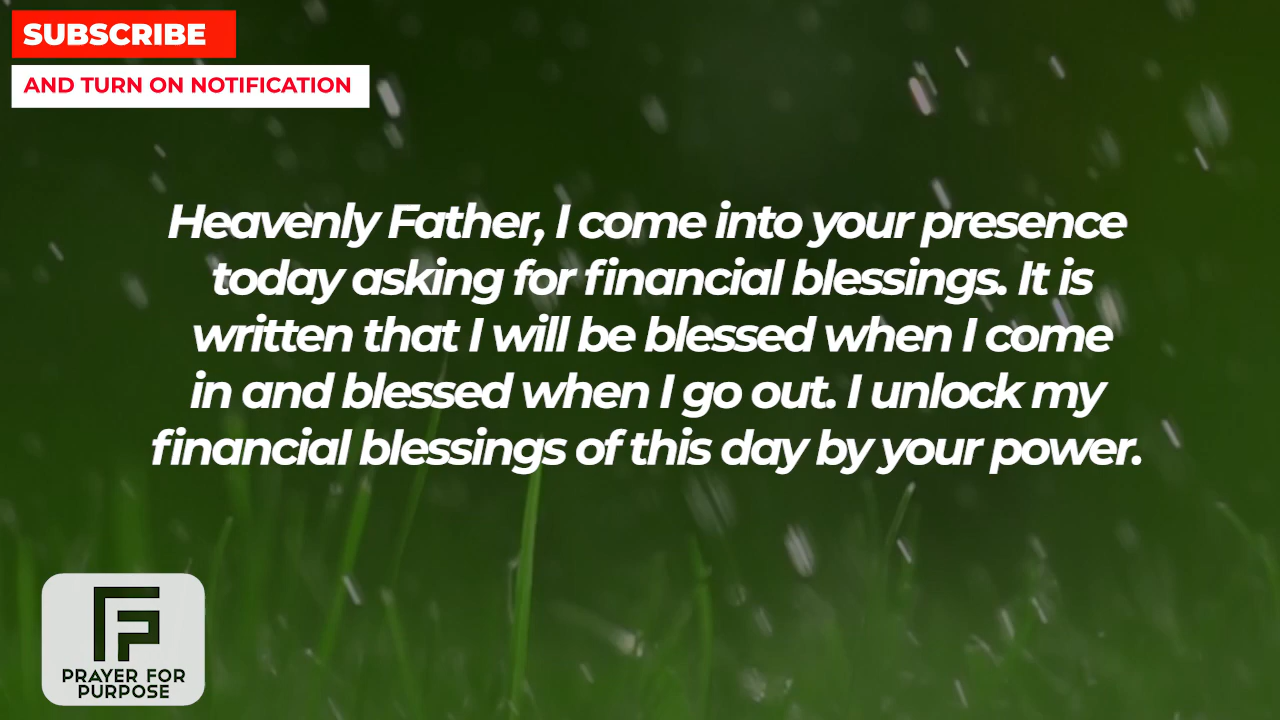 SUBSCRIBE
AND TURN ON NOTIFICATION
Heavenly Father, I come into your presence
today asking for financial blessings. It is
written that I will be blessed when I come
in and blessed when I go out. I unlock my
financial blessings of this day by your power.
PRAYER FOR
PURPOSE